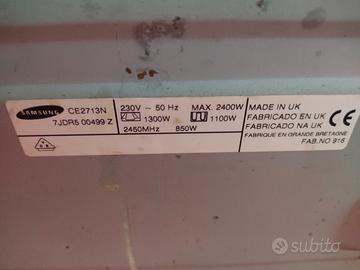 SAMSUNG CE2713N 230V ~ 50 Hz MAX. 2400W MADE IN UK
7JDR5 00499 Z 1300W 1100W FABRICADO EN UK
2450MHz 850W FABRICADO NA UK
FABRIQUE EN GRANDE BRETAGNE
FAB.NO 916
CE
subito